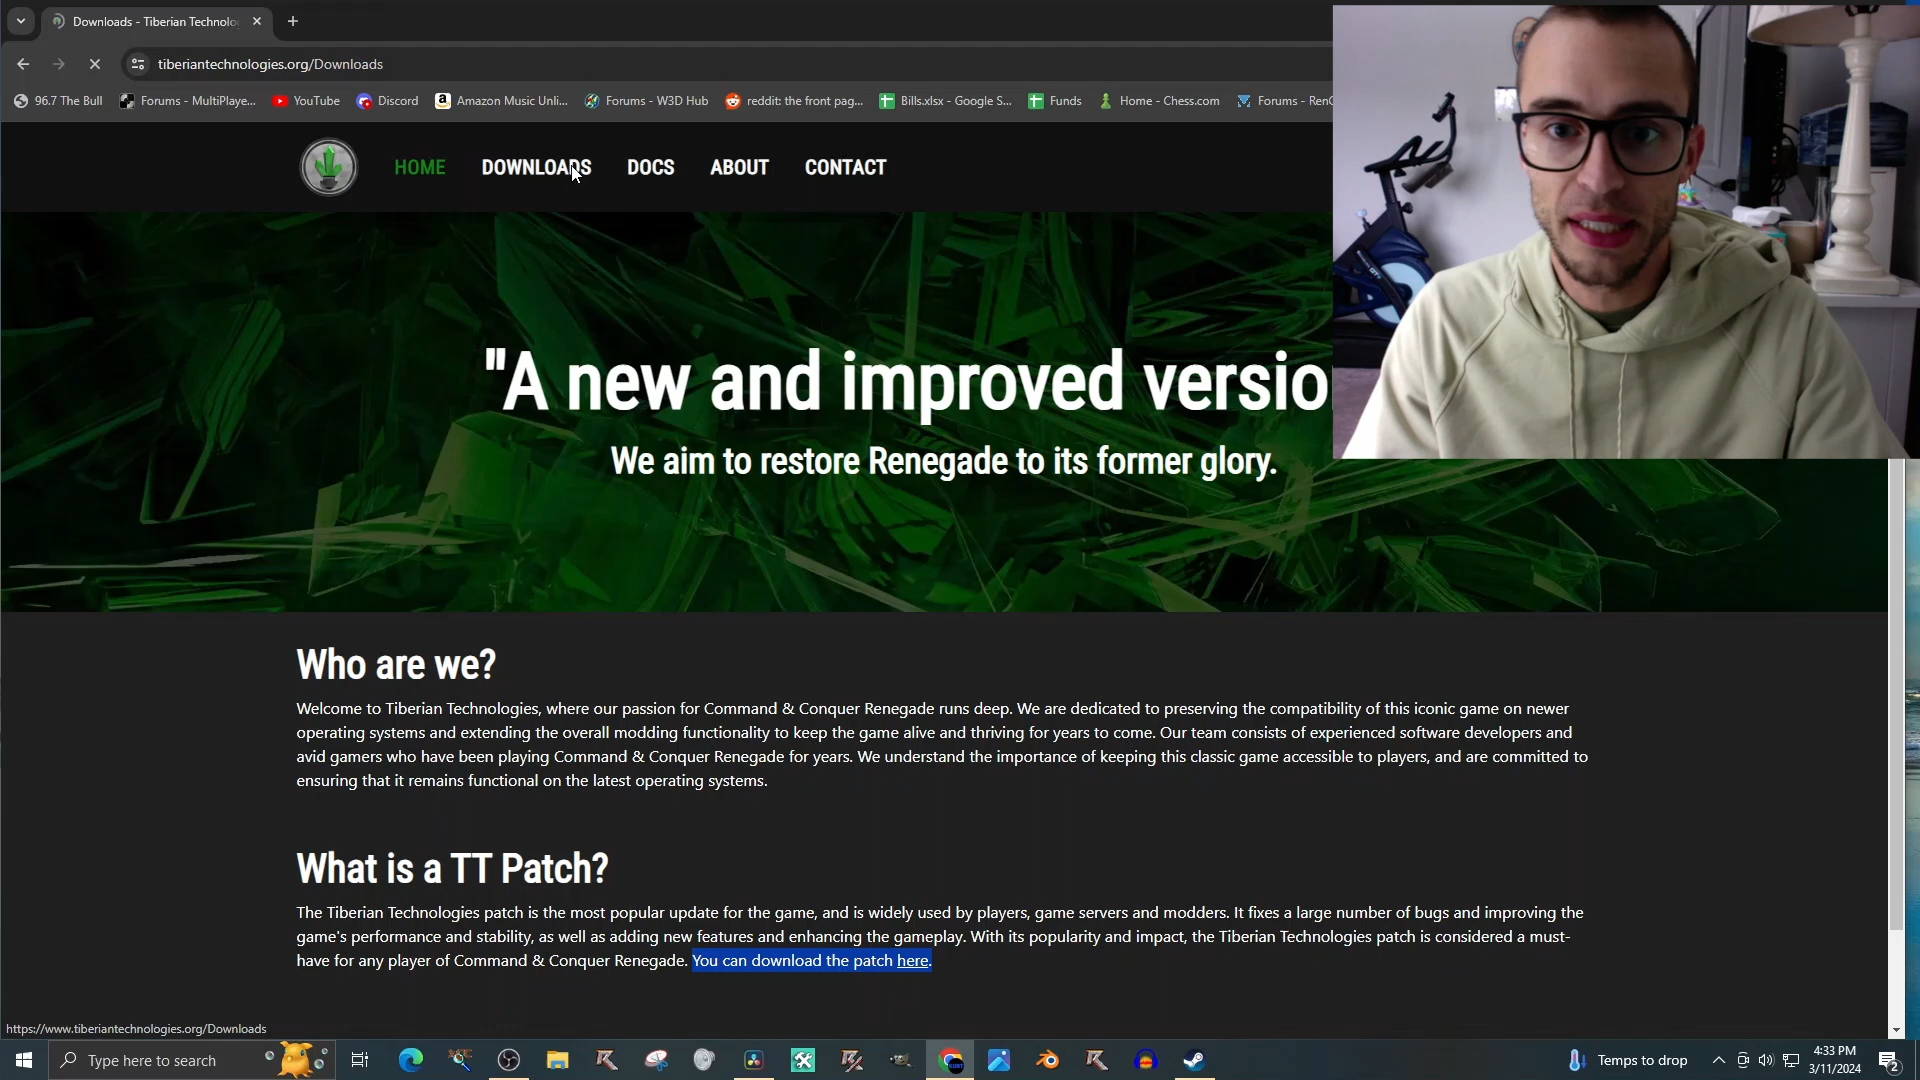 Downloads - Tiberian Technolo
tiberiantechnologies.org/Downloads
96.7 The Bull
Forums - MultiPlaye...
YouTube
Discord
Amazon Music Unli...
Forums - W3D Hub
reddit: the front pag...
Bills.xlsx - Google S...
Funds
Home - Chess.com
Forums - Ren
HOME
DOWNLOADS
DOCS
ABOUT
CONTACT
"A new and improved versio
We aim to restore Renegade to its former glory.
Who are we?
Welcome to Tiberian Technologies, where our passion for Command & Conquer Renegade runs deep. We are dedicated to preserving the compatibility of this iconic game on newer
operating systems and extending the overall modding functionality to keep the game alive and thriving for years to come. Our team consists of experienced software developers and
avid gamers who have been playing Command & Conquer Renegade for years. We understand the importance of keeping this classic game accessible to players, and are committed to
ensuring that it remains functional on the latest operating systems.
What is a TT Patch?
The Tiberian Technologies patch is the most popular update for the game, and is widely used by players, game servers and modders. It fixes a large number of bugs and improving the
game's performance and stability, as well as adding new features and enhancing the gameplay. With its popularity and impact, the Tiberian Technologies patch is considered a must-
have for any player of Command & Conquer Renegade. You can download the patch here.
https://www.tiberiantechnologies.org/Downloads
Type here to search
Temps to drop
4:33 PM
3/11/2024
2